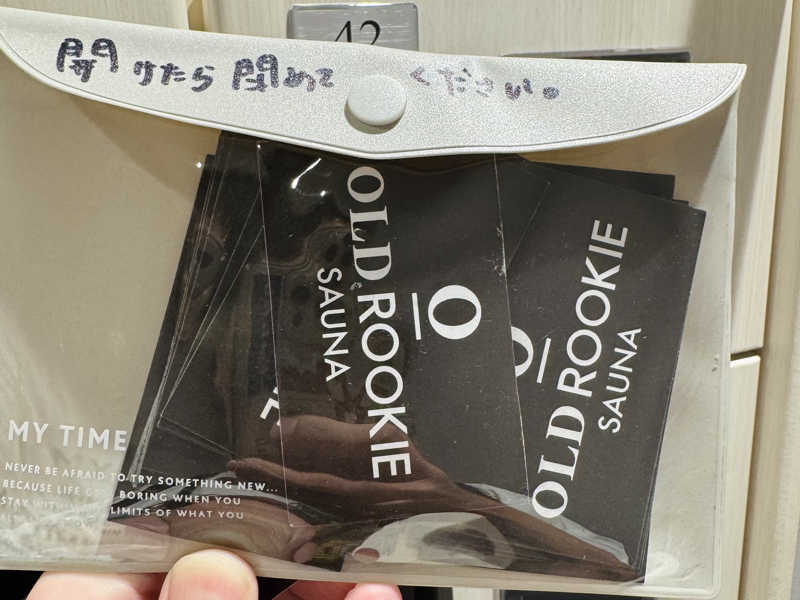 42
開けたら閉めて ください。
OLD ROOKIE
SAUNA
O
OLD ROOKIE
SAUNA
MY TIME
NEVER BE AFRAID TO TRY SOMETHING NEW...
BECAUSE LIFE BORING WHEN YOU
STAY LIMITS OF WHAT YOU